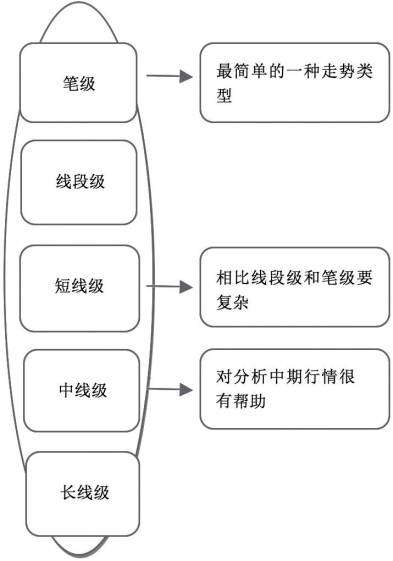 笔级
最简单的一种走势类
型
线段级
短线级
相比线段级和笔级要
复杂
中线级
对分析中期行情很
有帮助
长线级